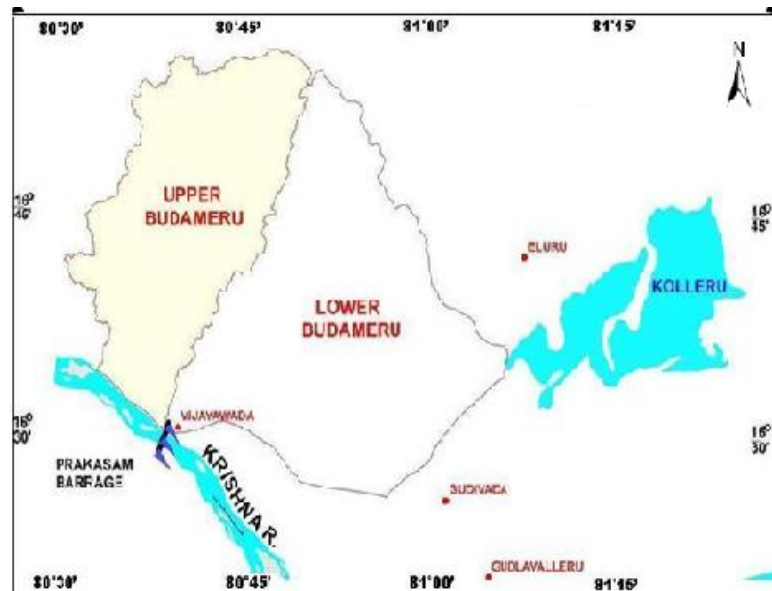 80°30' 80°45' 81°00' 81°15'
N
UPPER
BUDAMERU
16°
45'
16°
45'
ELURU
KOLLERU
LOWER
BUDAMERU
16°
30'
VIJAYAWADA
16°
30'
PRAKASAM
BARRAGE
KRISHNA R.
GUDIVADA
GUDLAVALLERU
80°30' 80°45' 81°00' 81°15'